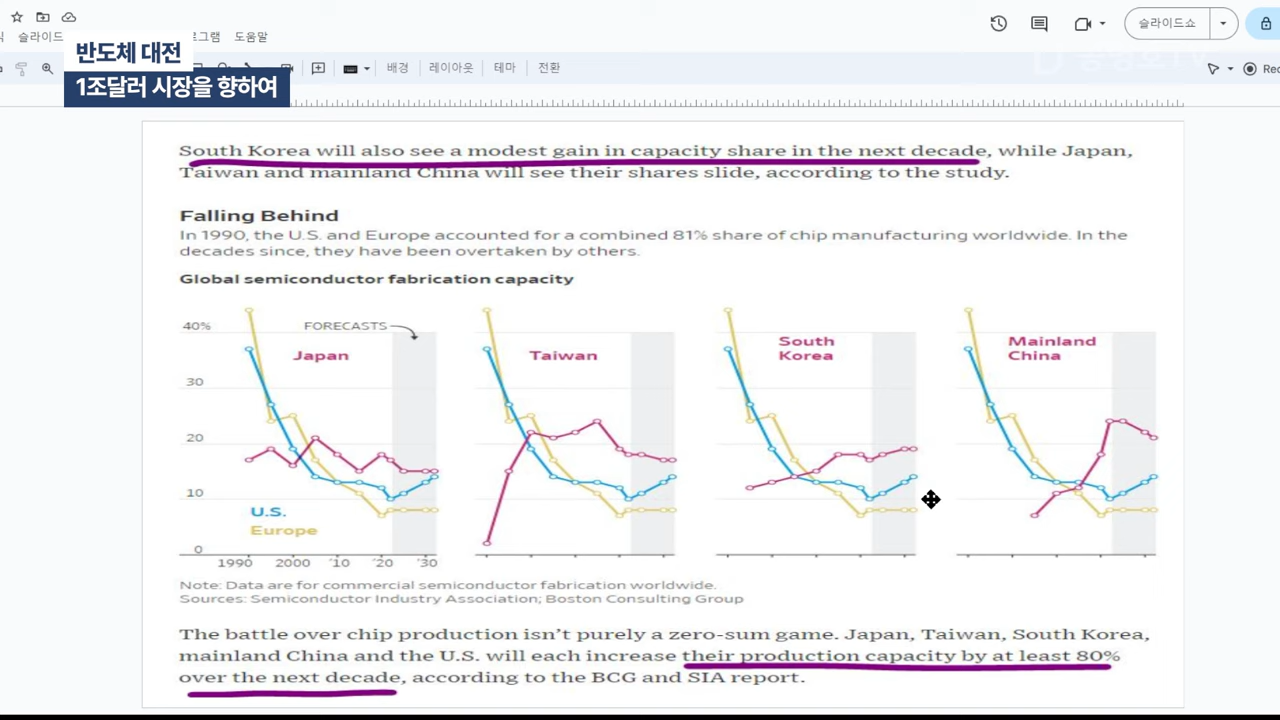 슬라이드쇼
슬라이드
도움말
반도체 대전
1조달러 시장을 향하여
배경
레이아웃
테마
전환
Rec
South Korea will also see a modest gain in capacity share in the next decade, while Japan,
Taiwan and mainland China will see their shares slide, according to the study.
Falling Behind
In 1990, the U.S. and Europe accounted for a combined 81% share of chip manufacturing worldwide. In the
decades since, they have been overtaken by others.
Global semiconductor fabrication capacity
40%
30
20
10
0
FORECASTS
Japan
U.S.
Europe
1990 2000 '10 '20 '30
Taiwan
South
Korea
Mainland
China
Note: Data are for commercial semiconductor fabrication worldwide.
Sources: Semiconductor Industry Association; Boston Consulting Group
The battle over chip production isn't purely a zero-sum game. Japan, Taiwan, South Korea,
mainland China and the U.S. will each increase their production capacity by at least 80%
over the next decade, according to the BCG and SIA report.